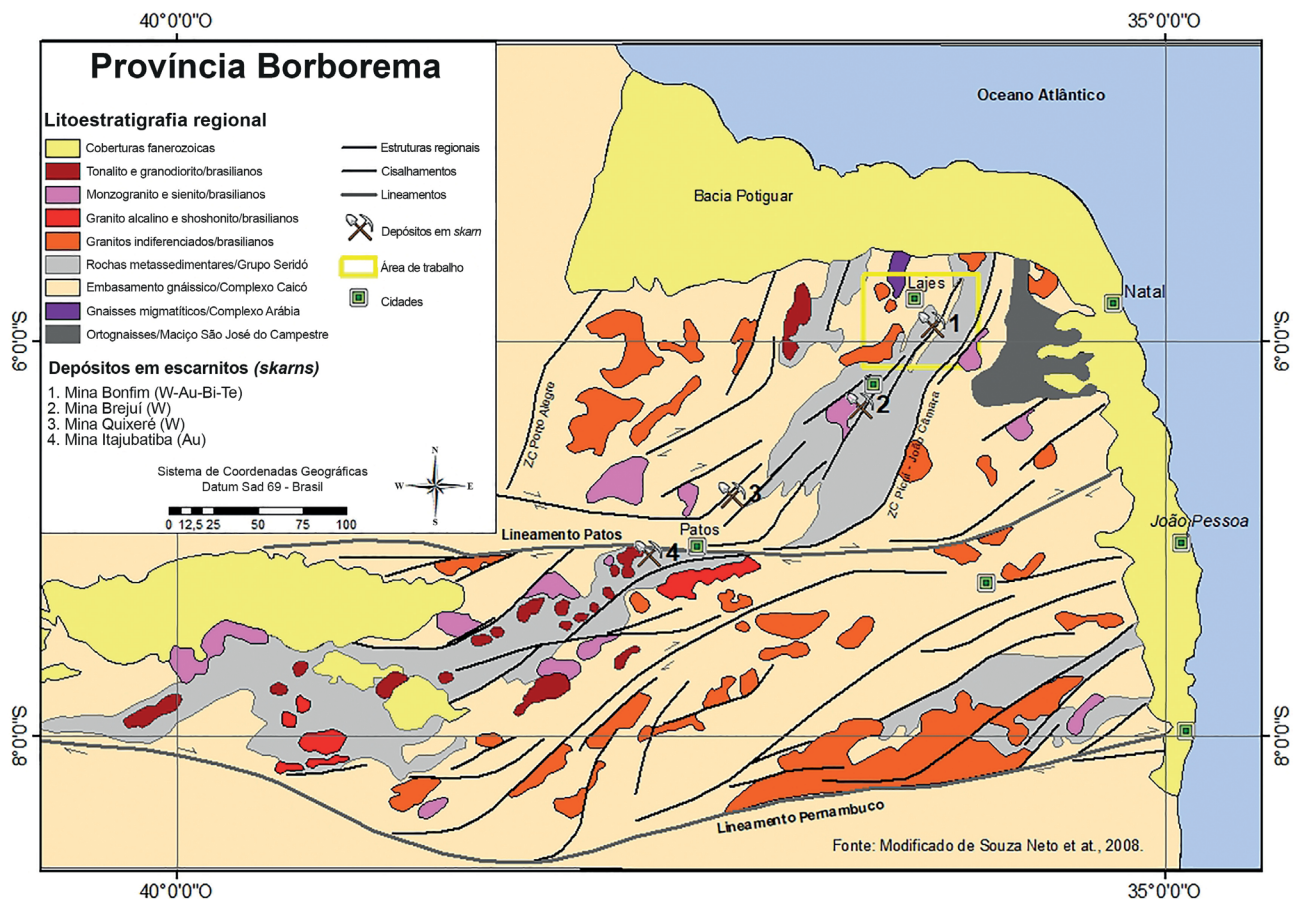 40°0'0"O
35°0'0"O
Província Borborema
Litoestratigrafia regional
Coberturas fanerozoicas
Tonalito e granodiorito/brasilianos
Monzogranito e sienito/brasilianos
Granito alcalino e shoshonito/brasilianos
Granitos indiferenciados/brasilianos
Rochas metassedimentares/Grupo Seridó
Embasamento gnáissico/Complexo Caicó
Gnaisses migmatíticos/Complexo Arábia
Ortognaisses/Maciço São José do Campestre
Estruturas regionais
Cisalhamentos
Lineamentos
Depósitos em skarn
Área de trabalho
Cidades
Depósitos em escarnitos (skarns)
1. Mina Bonfim (W-Au-Bi-Te)
2. Mina Brejuí (W)
3. Mina Quixeré (W)
4. Mina Itajubatiba (Au)
Sistema de Coordenadas Geográficas
Datum Sad 69 - Brasil
0 12,5 25 50 75 100
N
W
E
S
Oceano Atlântico
Bacia Potiguar
Lajes
Natal
1
6°0'0"S
6°0'0"S
2
ZC Porto Alegre
ZC Picuí - João Câmara
3
Lineamento Patos
Patos
4
João Pessoa
8°0'0"S
8°0'0"S
Lineamento Pernambuco
Fonte: Modificado de Souza Neto et at., 2008.
40°0'0"O
35°0'0"O